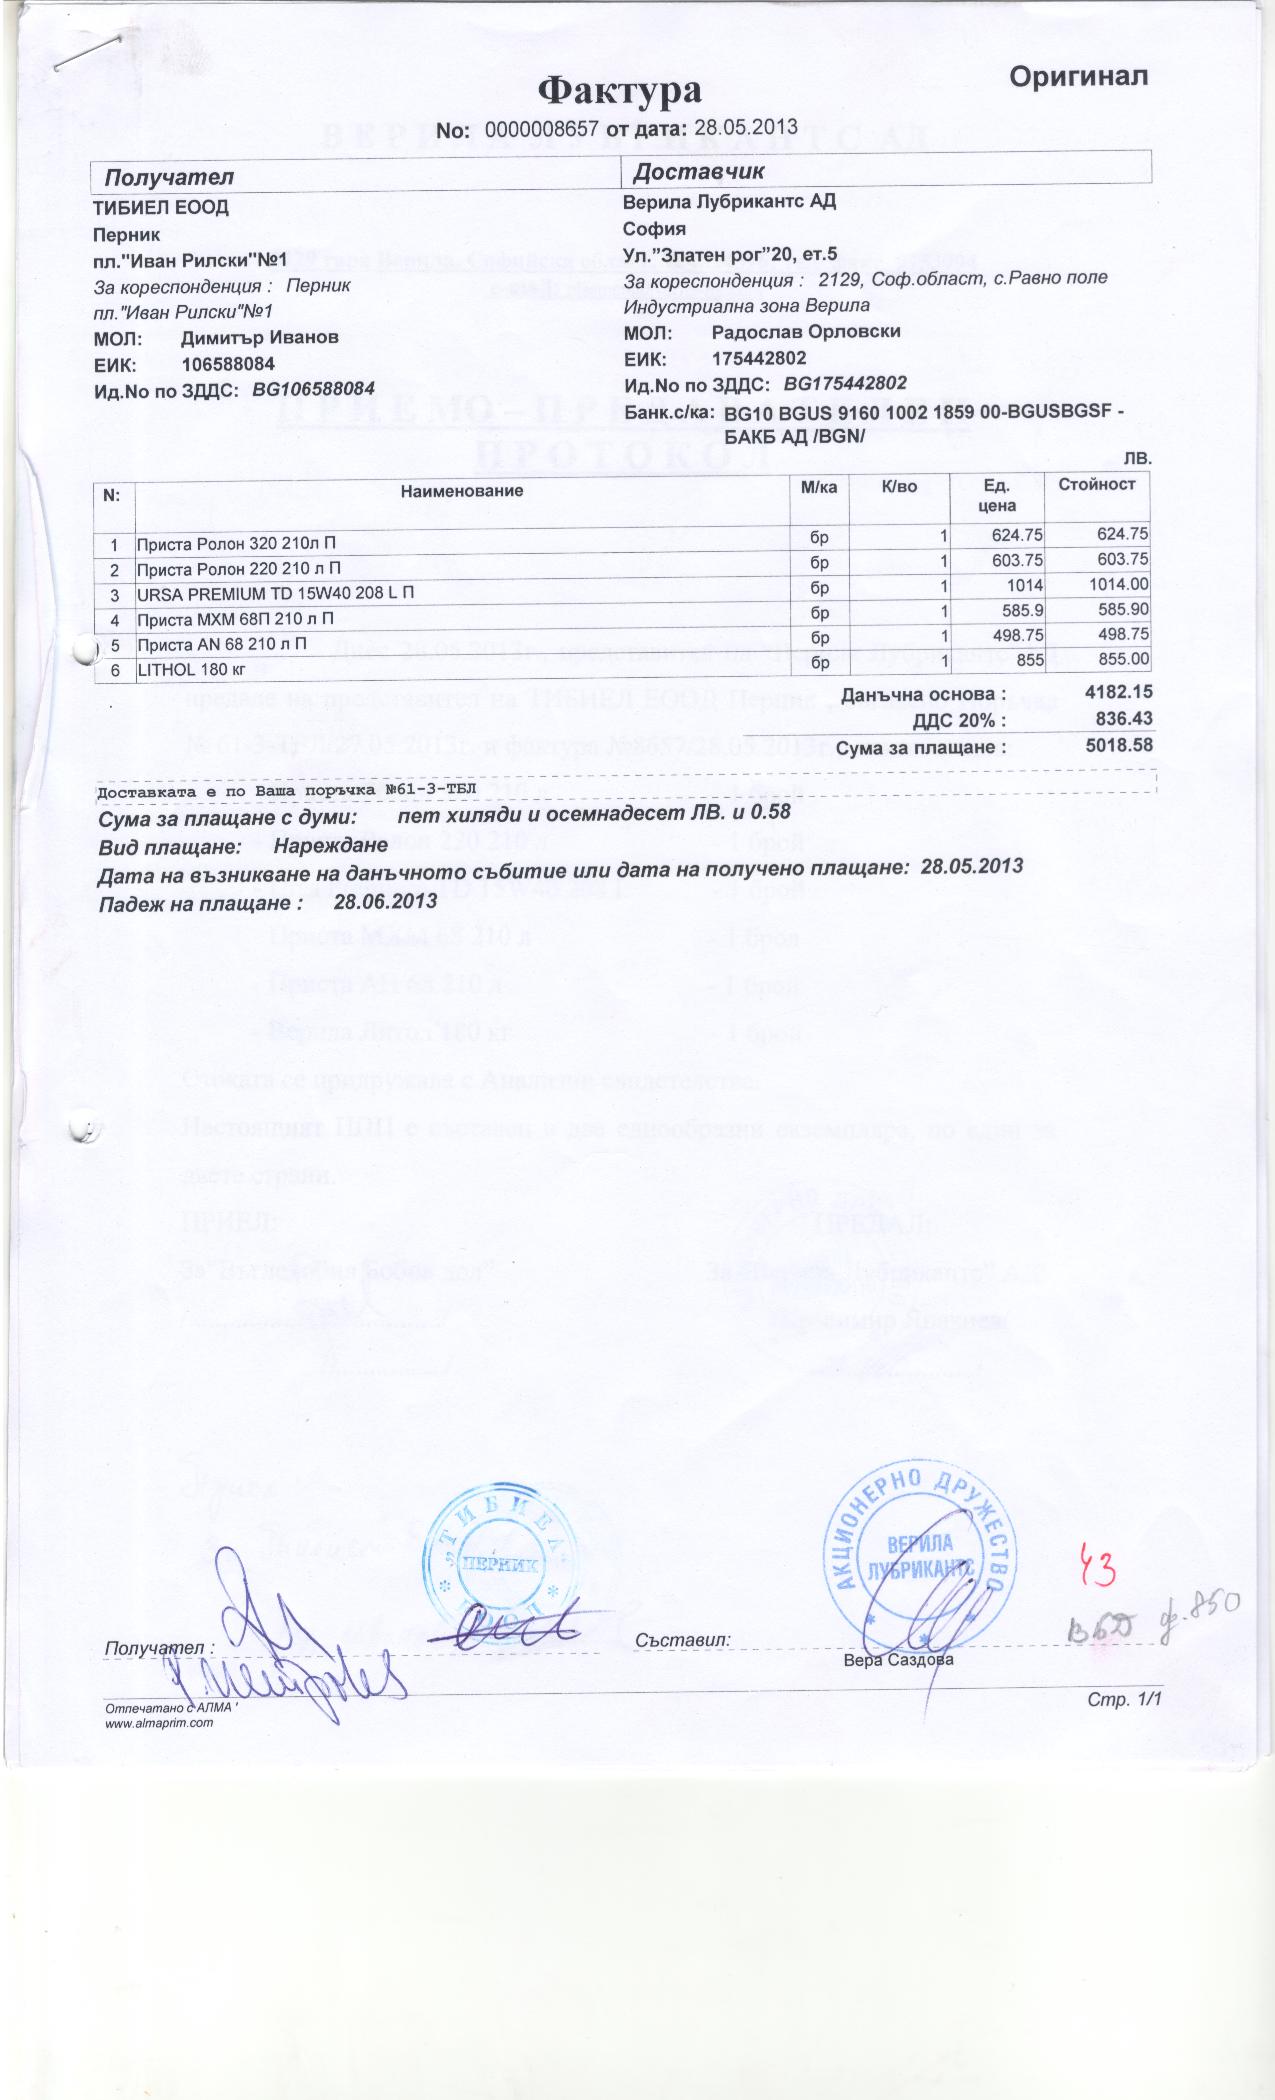 Оригинал
Фактура
No: 0000008657 от дата: 28.05.2013
Получател Доставчик
ТИБИЕЛ ЕООД
Перник
пл."Иван Рилски"№1
За кореспонденция : Перник
пл."Иван Рилски"№1
МОЛ: Димитър Иванов
ЕИК: 106588084
Ид.No по ЗДДС: BG106588084
Верила Лубрикантс АД
София
Ул."Златен рог"20, ет.5
За кореспонденция : 2129, Соф.област, с.Равно поле
Индустриална зона Верила
МОЛ: Радослав Орловски
ЕИК: 175442802
Ид.No по ЗДДС: BG175442802
Банк.с/ка: BG10 BGUS 9160 1002 1859 00-BGUSBGSF -
БАКБ АД /BGN/
ЛВ.
N: Наименование М/ка К/во Ед. цена Стойност
1 Приста Ролон 320 210л П бр 1 624.75 624.75
2 Приста Ролон 220 210 л П бр 1 603.75 603.75
3 URSA PREMIUM TD 15W40 208 L П бр 1 1014 1014.00
4 Приста МХМ 68П 210 л П бр 1 585.9 585.90
5 Приста AN 68 210 л П бр 1 498.75 498.75
6 LITHOL 180 кг бр 1 855 855.00
Данъчна основа : 4182.15
ДДС 20% : 836.43
Сума за плащане : 5018.58
Доставката е по Ваша поръчка №61-3-ТБЛ
Сума за плащане с думи: пет хиляди и осемнадесет ЛВ. и 0.58
Вид плащане: Нареждане
Дата на възникване на данъчното събитие или дата на получено плащане: 28.05.2013
Падеж на плащане : 28.06.2013
"ТИБИЕЛ"
ПЕРНИК
ЕООД
АКЦИОНЕРНО ДРУЖЕСТВО
ВЕРИЛА
ЛУБРИКАНТС
43
ВБД ф.850
Получател : Съставил:
Вера Саздова
Отпечатано с АЛМА '
www.almaprim.com
Стр. 1/1